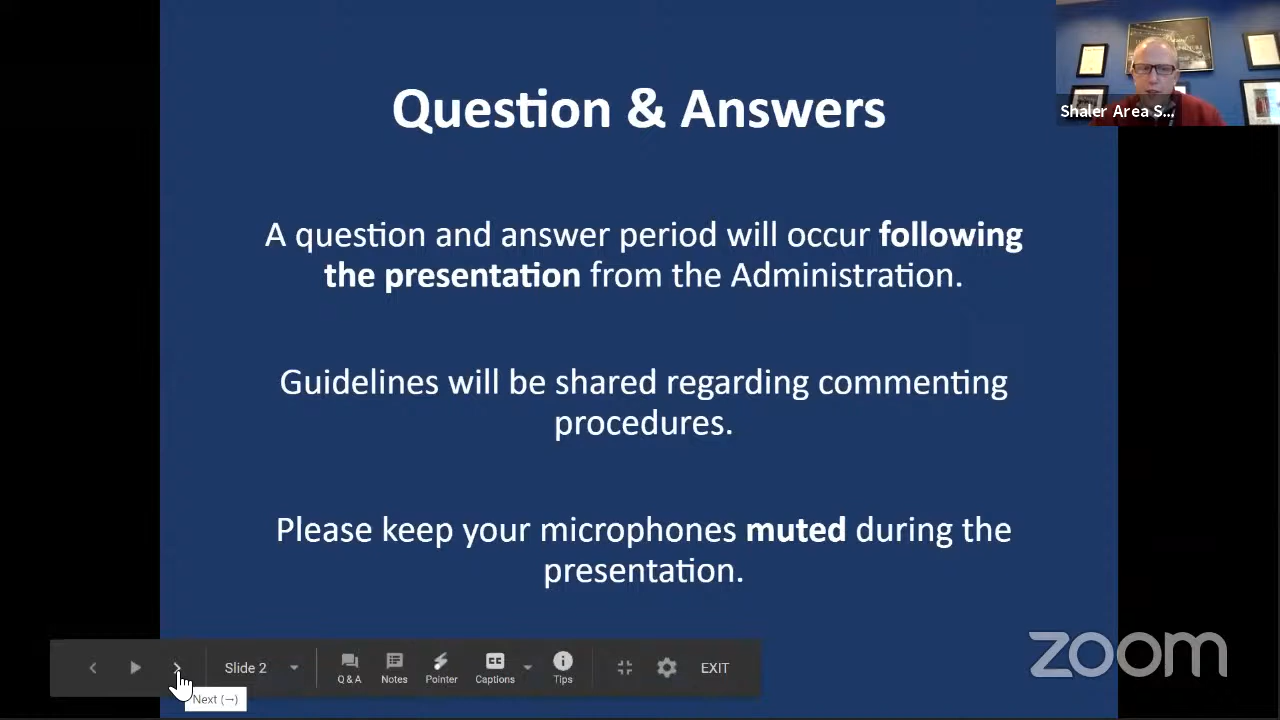 Question & Answers
Shaler Area S...
A question and answer period will occur following
the presentation from the Administration.
Guidelines will be shared regarding commenting
procedures.
Please keep your microphones muted during the
presentation.
Slide 2
Q & A
Notes
Pointer
CC
Captions
Tips
EXIT
Next (→)
zoom